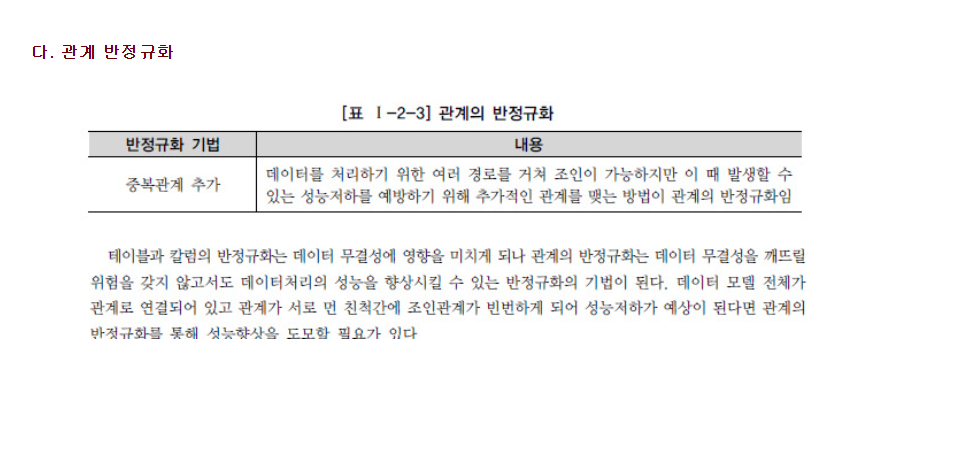 다. 관계 반정규화
[표 Ⅰ-2-3] 관계의 반정규화
반정규화 기법 내용
중복관계 추가
데이터를 처리하기 위한 여러 경로를 거쳐 조인이 가능하지만 이 때 발생할 수
있는 성능저하를 예방하기 위해 추가적인 관계를 맺는 방법이 관계의 반정규화임
테이블과 칼럼의 반정규화는 데이터 무결성에 영향을 미치게 되나 관계의 반정규화는 데이터 무결성을 깨뜨릴
위험을 갖지 않고서도 데이터처리의 성능을 향상시킬 수 있는 반정규화의 기법이 된다. 데이터 모델 전체가
관계로 연결되어 있고 관계가 서로 먼 친척간에 조인관계가 빈번하게 되어 성능저하가 예상이 된다면 관계의
반정규화를 통해 성능향상을 도모할 필요가 있다